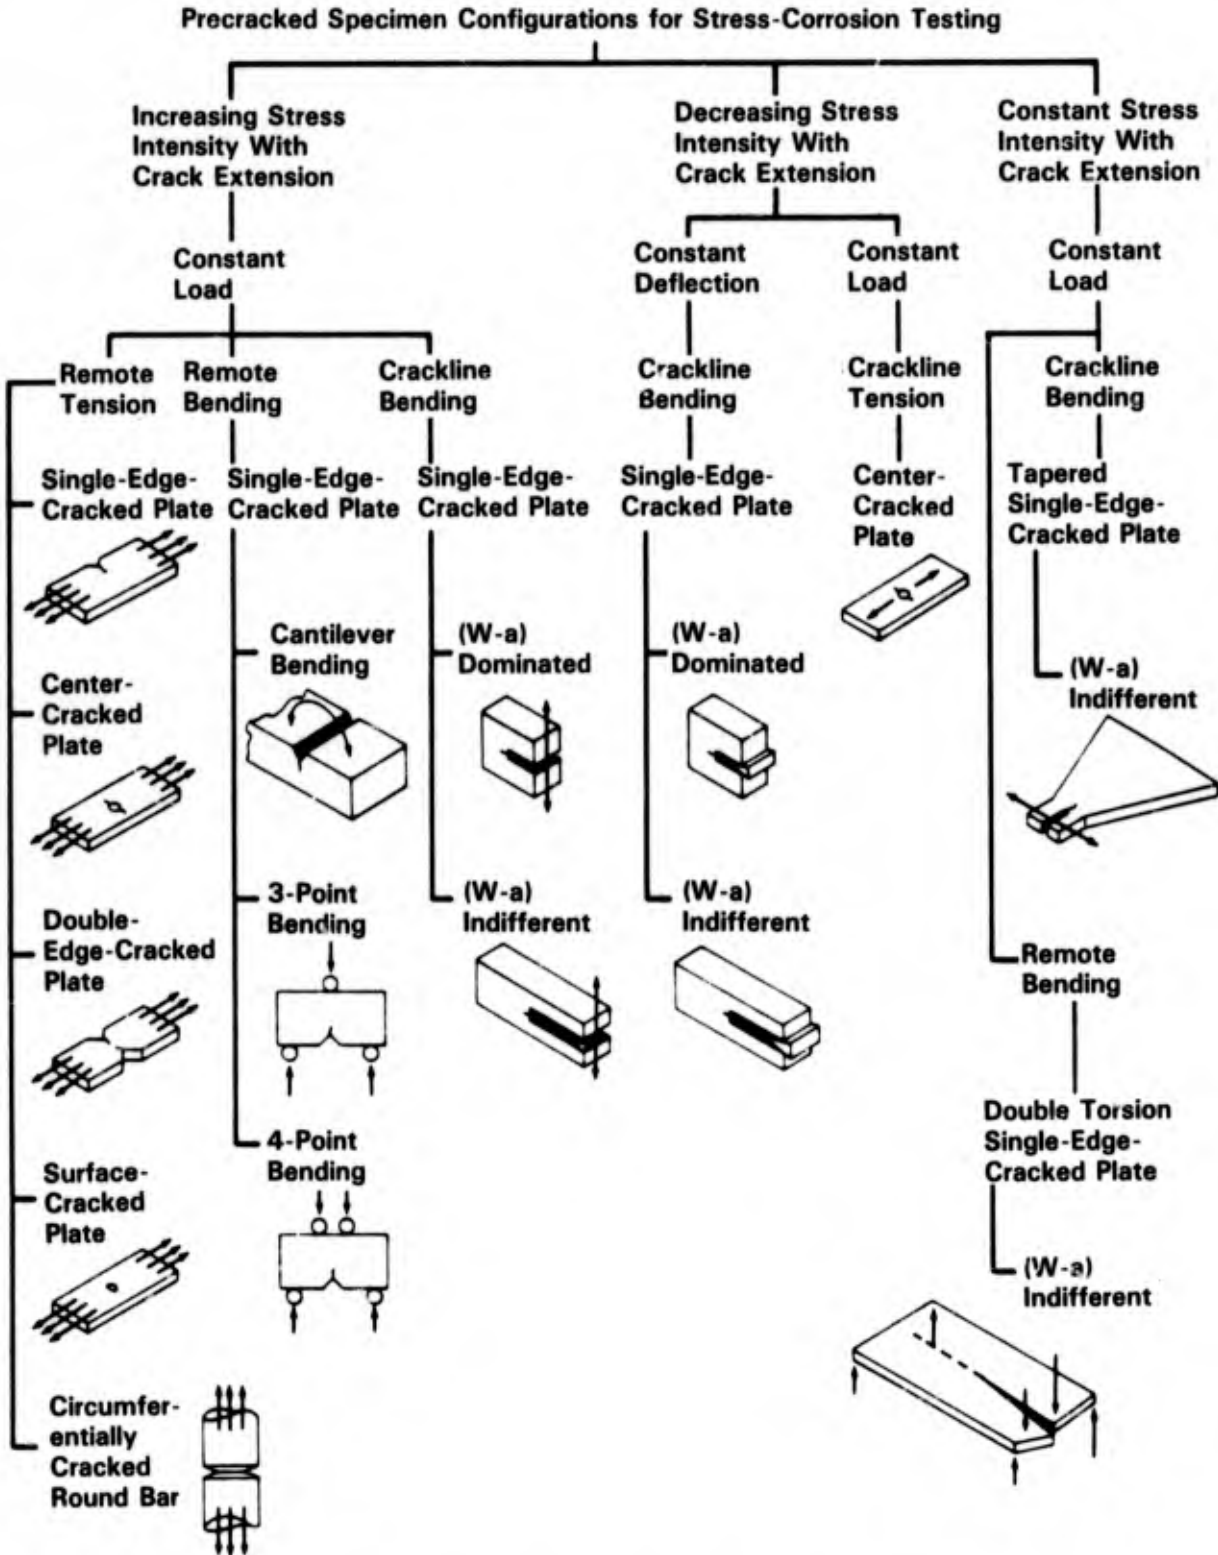 Precracked Specimen Configurations for Stress-Corrosion Testing
Increasing Stress
Intensity With
Crack Extension
Decreasing Stress
Intensity With
Crack Extension
Constant Stress
Intensity With
Crack Extension
Constant
Load
Constant
Deflection
Constant
Load
Constant
Load
Remote
Tension
Remote
Bending
Crackline
Bending
Crackline
Bending
Crackline
Tension
Crackline
Bending
Single-Edge-
Cracked Plate
Single-Edge-
Cracked Plate
Single-Edge-
Cracked Plate
Single-Edge-
Cracked Plate
Center-
Cracked
Plate
Tapered
Single-Edge-
Cracked Plate
Cantilever
Bending
(W-a)
Dominated
(W-a)
Dominated
(W-a)
Indifferent
Center-
Cracked
Plate
3-Point
Bending
(W-a)
Indifferent
(W-a)
Indifferent
Double-
Edge-Cracked
Plate
Remote
Bending
4-Point
Bending
Double Torsion
Single-Edge-
Cracked Plate
Surface-
Cracked
Plate
(W-a)
Indifferent
Circumfer-
entially
Cracked
Round Bar